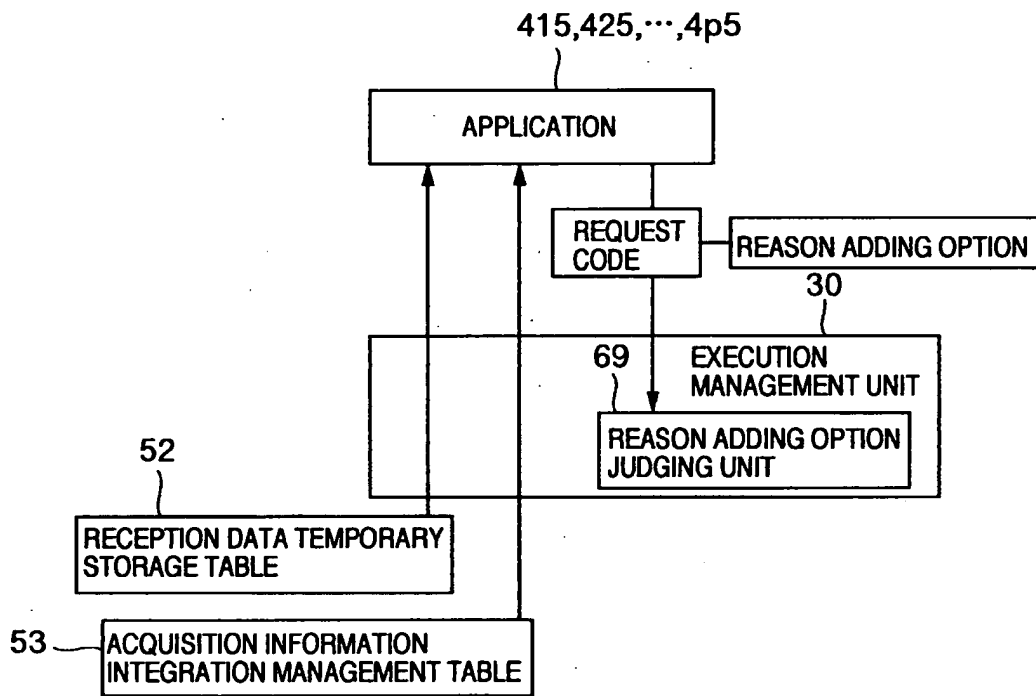 415,425,···,4p5
APPLICATION
REQUEST
CODE
REASON ADDING OPTION
30
69
EXECUTION
MANAGEMENT UNIT
REASON ADDING OPTION
JUDGING UNIT
52
RECEPTION DATA TEMPORARY
STORAGE TABLE
53
ACQUISITION INFORMATION
INTEGRATION MANAGEMENT TABLE